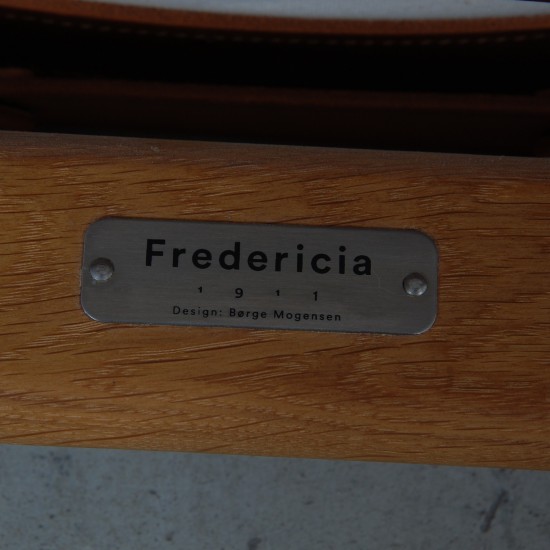 Fredericia
1 9 1 1
Design: Børge Mogensen